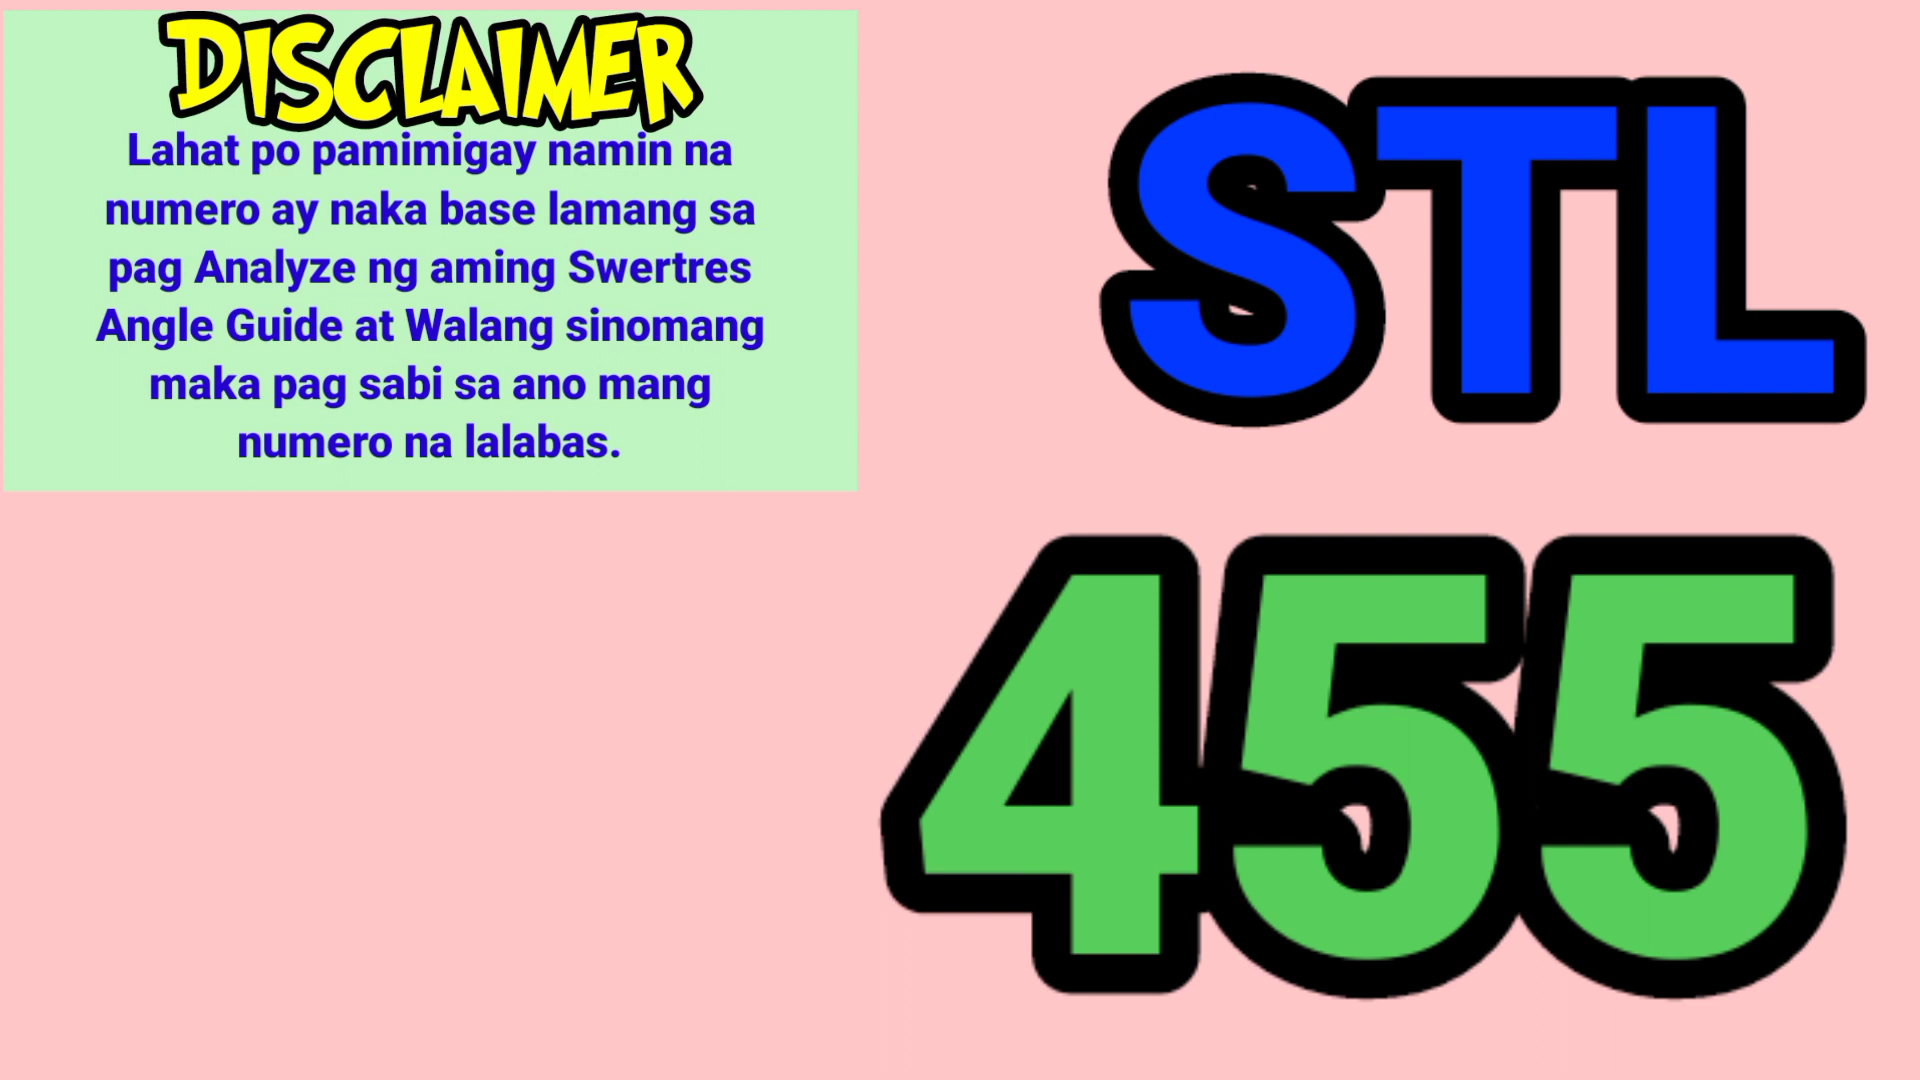 DISCLAIMER
Lahat po pamimigay namin na
numero ay naka base lamang sa
pag Analyze ng aming Swertres
Angle Guide at Walang sinomang
maka pag sabi sa ano mang
numero na lalabas.
STL
455